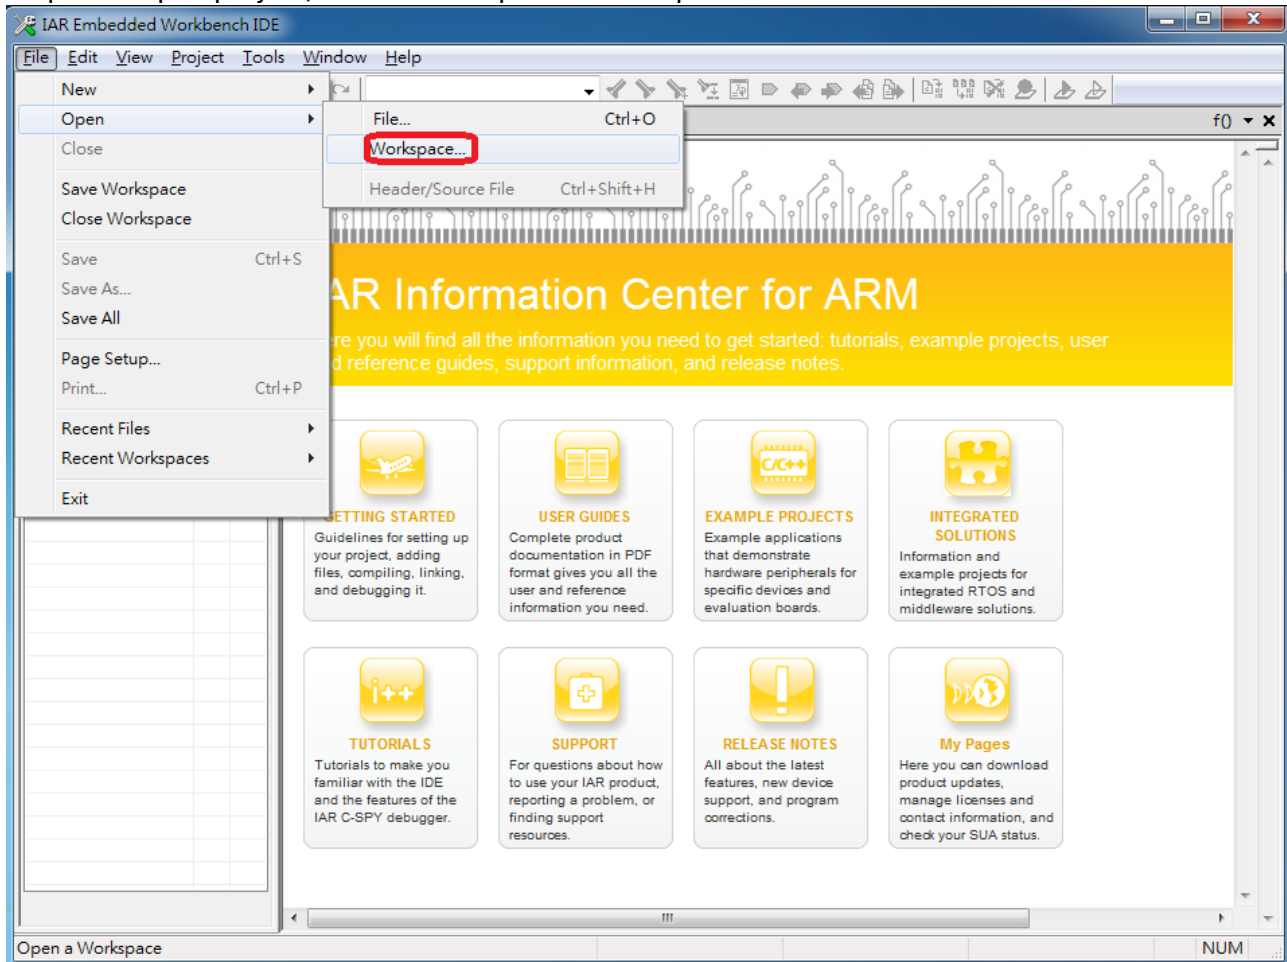 IAR Embedded Workbench IDE
File Edit View Project Tools Window Help
New
Open
Close
Save Workspace
Close Workspace
Save Ctrl+S
Save As...
Save All
Page Setup...
Print... Ctrl+P
Recent Files
Recent Workspaces
Exit
File... Ctrl+O
Workspace...
Header/Source File Ctrl+Shift+H
f()
AR Information Center for ARM
re you will find all the information you need to get started: tutorials, example projects, user
d reference guides, support information, and release notes.
GETTING STARTED
Guidelines for setting up
your project, adding
files, compiling, linking,
and debugging it.
USER GUIDES
Complete product
documentation in PDF
format gives you all the
user and reference
information you need.
C/C++
EXAMPLE PROJECTS
Example applications
that demonstrate
hardware peripherals for
specific devices and
evaluation boards.
INTEGRATED
SOLUTIONS
Information and
example projects for
integrated RTOS and
middleware solutions.
i++
TUTORIALS
Tutorials to make you
familiar with the IDE
and the features of the
IAR C-SPY debugger.
SUPPORT
For questions about how
to use your IAR product,
reporting a problem, or
finding support
resources.
RELEASE NOTES
All about the latest
features, new device
support, and program
corrections.
My Pages
Here you can download
product updates,
manage licenses and
contact information, and
check your SUA status.
Open a Workspace
NUM